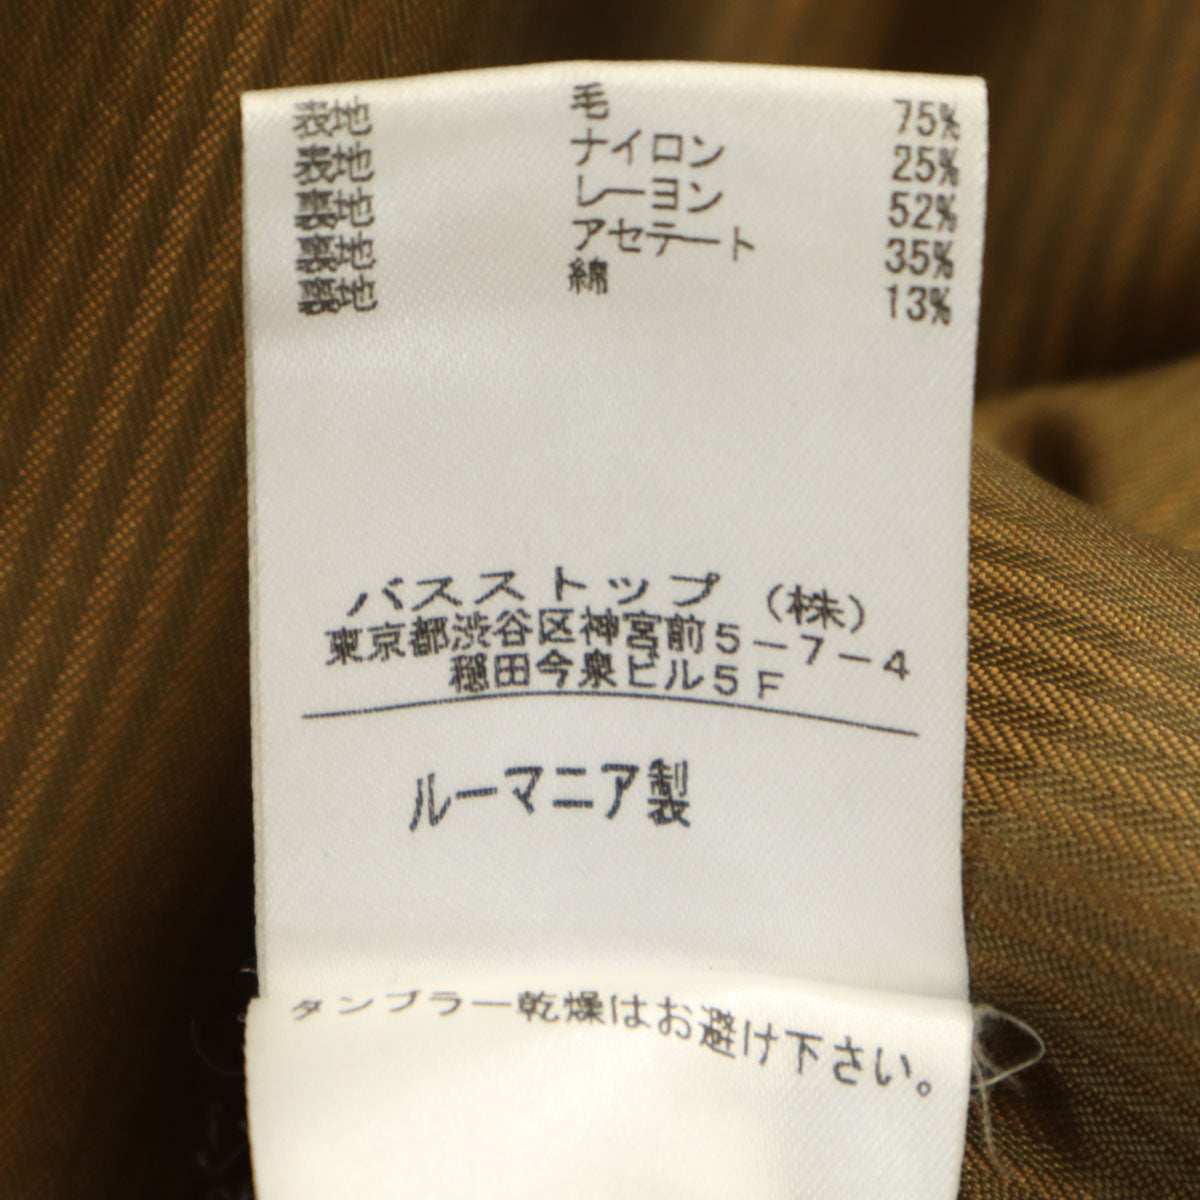 表地 毛 75%
表地 ナイロン 25%
裏地 レーヨン 52%
裏地 アセテート 35%
裏地 綿 13%
バスストップ（株）
東京都渋谷区神宮前５－７－４
穏田今泉ビル５Ｆ
ルーマニア製
タンブラー乾燥はお避け下さい。